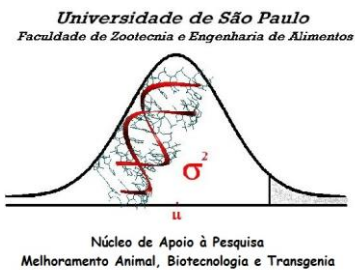 Universidade de São Paulo
Faculdade de Zootecnia e Engenharia de Alimentos
σ²
u
Núcleo de Apoio à Pesquisa
Melhoramento Animal, Biotecnologia e Transgenia